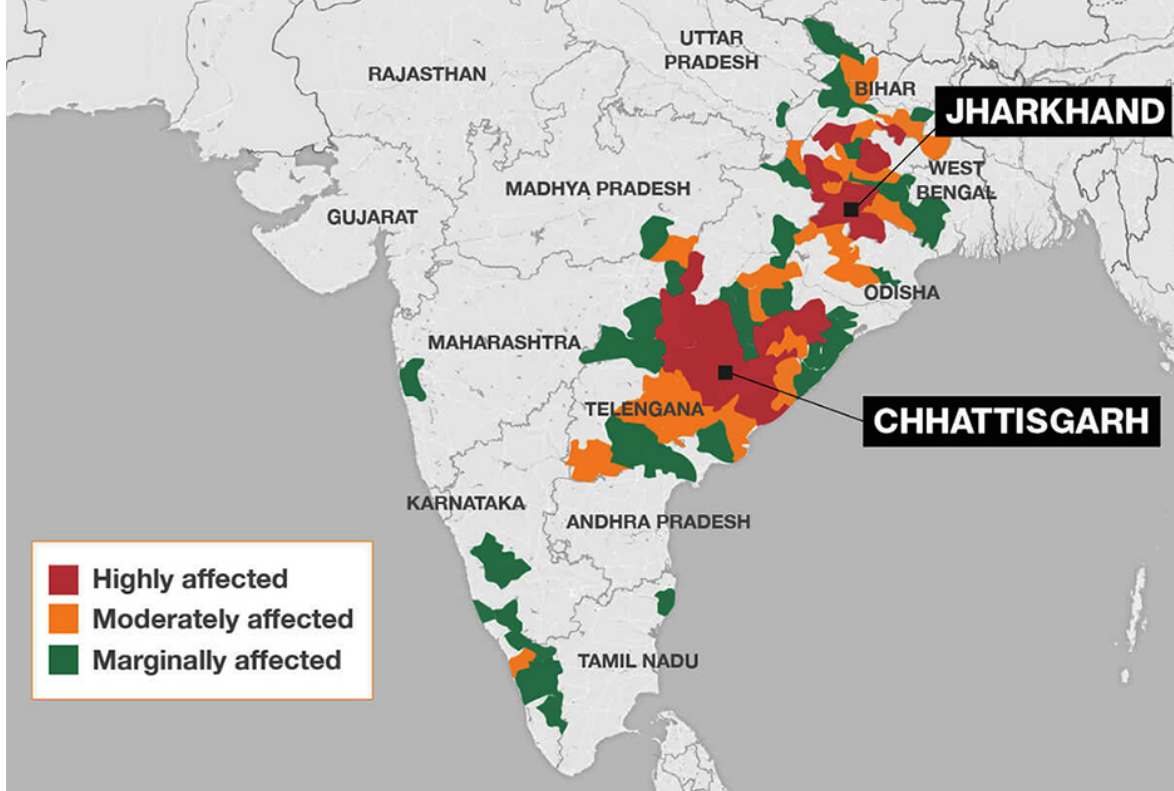 UTTAR
PRADESH
RAJASTHAN
BIHAR
JHARKHAND
WEST
BENGAL
MADHYA PRADESH
GUJARAT
ODISHA
MAHARASHTRA
TELENGANA
CHHATTISGARH
KARNATAKA
ANDHRA PRADESH
Highly affected
Moderately affected
Marginally affected
TAMIL NADU